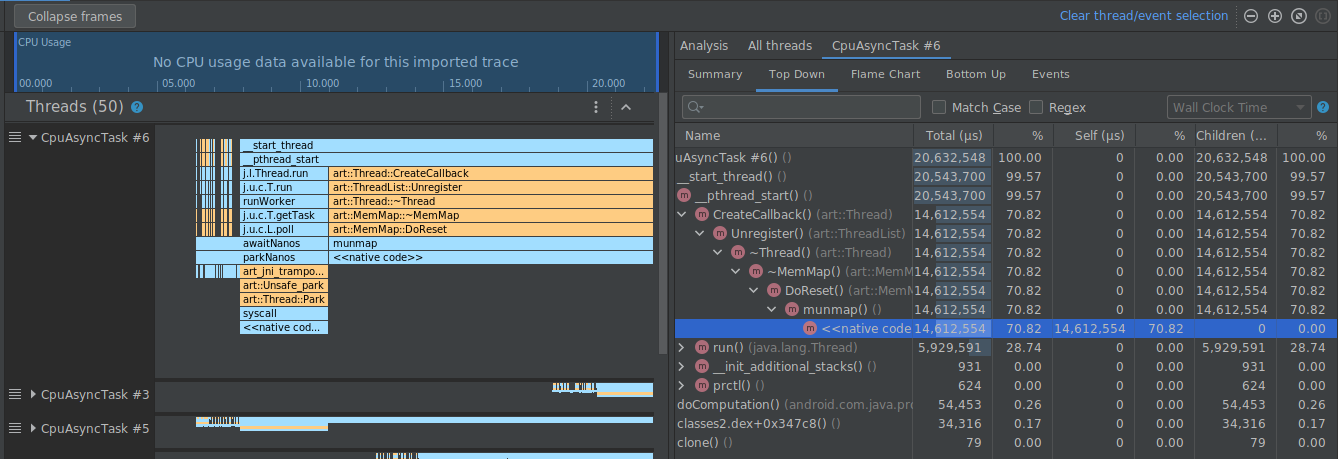 Collapse frames
Clear thread/event selection
CPU Usage
No CPU usage data available for this imported trace
00.000 05.000 10.000 15.000 20.000
Threads (50)
CpuAsyncTask #6
__start_thread
__pthread_start
j.l.Thread.run art::Thread::CreateCallback
j.u.c.T.run art::ThreadList::Unregister
runWorker art::Thread::~Thread
j.u.c.T.getTask art::MemMap::~MemMap
j.u.c.L.poll art::MemMap::DoReset
awaitNanos munmap
parkNanos <<native code>>
art_jni_trampo...
art::Unsafe_park
art::Thread::Park
syscall
<<native cod...
CpuAsyncTask #3
CpuAsyncTask #5
Analysis All threads CpuAsyncTask #6
Summary Top Down Flame Chart Bottom Up Events
Match Case Regex Wall Clock Time
Name Total (µs) % Self (µs) % Children (... %
uAsyncTask #6() () 20,632,548 100.00 0 0.00 20,632,548 100.00
__start_thread() () 20,543,700 99.57 0 0.00 20,543,700 99.57
m __pthread_start() () 20,543,700 99.57 0 0.00 20,543,700 99.57
m CreateCallback() (art::Thread) 14,612,554 70.82 0 0.00 14,612,554 70.82
m Unregister() (art::ThreadList) 14,612,554 70.82 0 0.00 14,612,554 70.82
m ~Thread() (art::Thread) 14,612,554 70.82 0 0.00 14,612,554 70.82
m ~MemMap() (art::MemM 14,612,554 70.82 0 0.00 14,612,554 70.82
m DoReset() (art::MemM 14,612,554 70.82 0 0.00 14,612,554 70.82
m munmap() () 14,612,554 70.82 0 0.00 14,612,554 70.82
m <<native code 14,612,554 70.82 14,612,554 70.82 0 0.00
m run() (java.lang.Thread) 5,929,591 28.74 0 0.00 5,929,591 28.74
m __init_additional_stacks() () 931 0.00 0 0.00 931 0.00
m prctl() () 624 0.00 0 0.00 624 0.00
doComputation() (android.com.java.pro 54,453 0.26 0 0.00 54,453 0.26
classes2.dex+0x347c8() () 34,316 0.17 0 0.00 34,316 0.17
clone() () 79 0.00 0 0.00 79 0.00